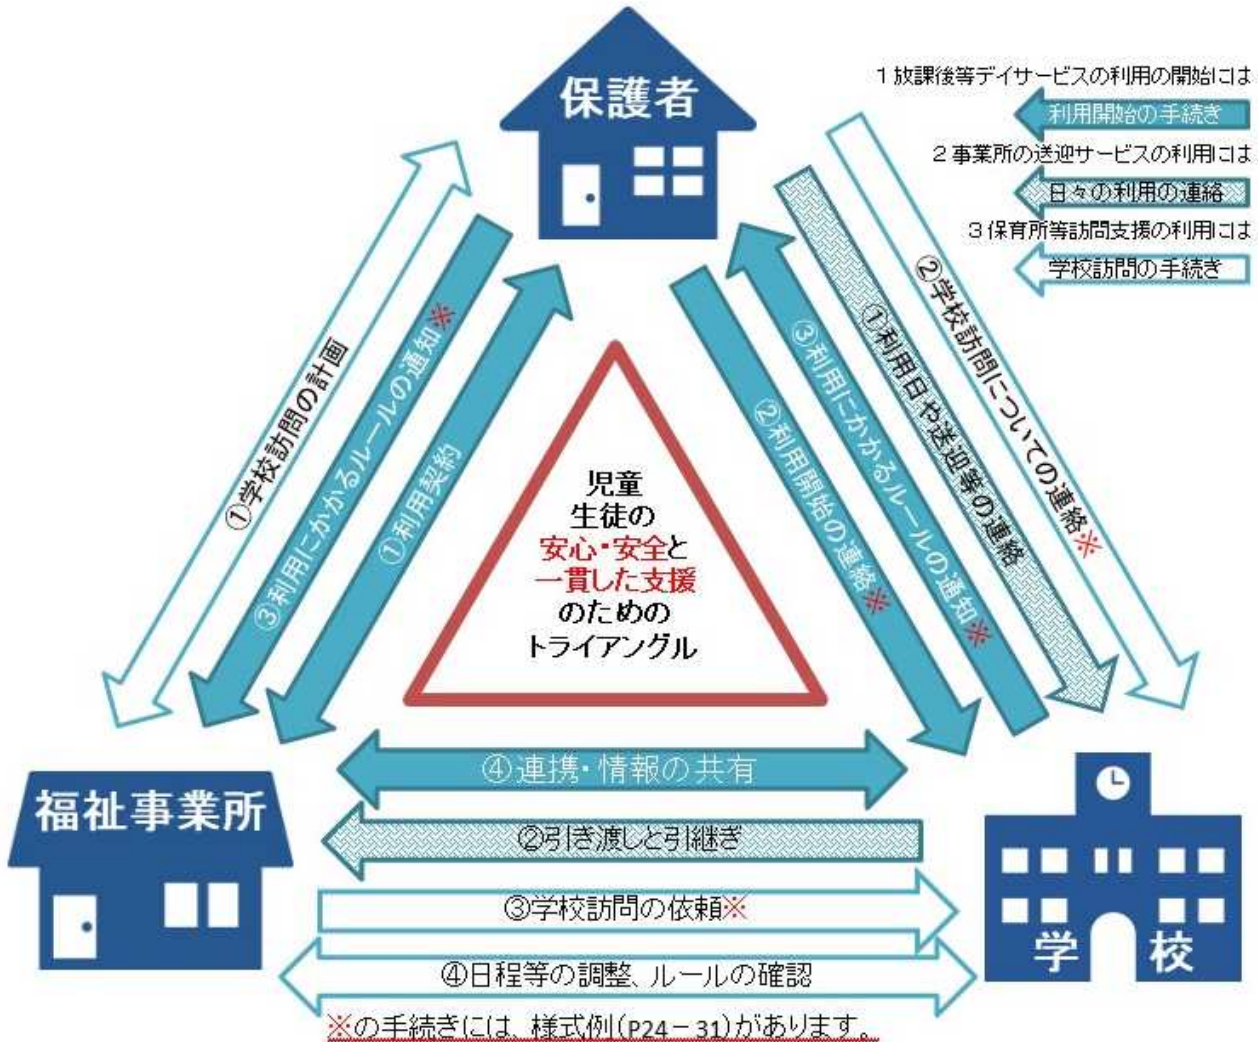 保護者
1放課後等デイサービスの利用の開始には
利用開始の手続き
2事業所の送迎サービスの利用には
日々の利用の連絡
3保育所等訪問支援の利用には
学校訪問の手続き
①学校訪問の計画
③利用にかかるルールの通知※
①利用契約
②利用開始の連絡※
③利用にかかるルールの通知※
①利用日や送迎等の連絡
②学校訪問についての連絡※
児童
生徒の
安心・安全と
一貫した支援
のための
トライアングル
④連携・情報の共有
②引き渡しと引継ぎ
③学校訪問の依頼※
④日程等の調整、ルールの確認
福祉事業所
学校
※の手続きには、様式例(P24-31)があります。